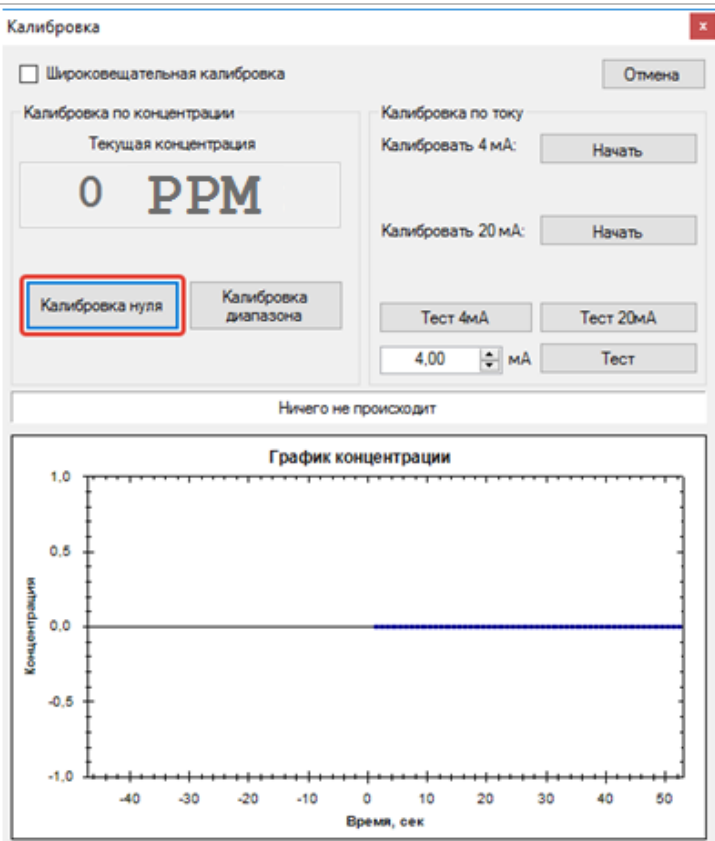 Калибровка
x
Широковещательная калибровка
Отмена
Калибровка по концентрации
Текущая концентрация
0 PPM
Калибровка нуля
Калибровка
диапазона
Калибровка по току
Калибровать 4 мА:
Начать
Калибровать 20 мА:
Начать
Тест 4мА
Тест 20мА
4,00
мА
Тест
Ничего не происходит
График концентрации
Концентрация
1,0
0,5
0,0
-0,5
-1,0
-40 -30 -20 -10 0 10 20 30 40 50
Время, сек